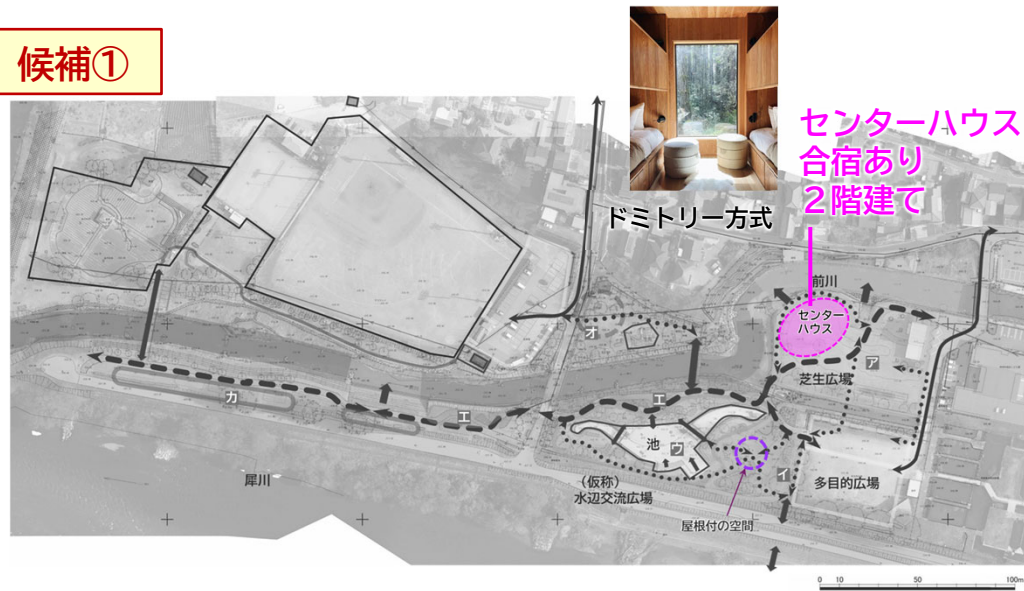 候補①
センターハウス
合宿あり
２階建て
ドミトリー方式
前川
センター
ハウス
オ
ア
芝生広場
カ
エ
エ
池
ウ
イ
犀川
（仮称）
水辺交流広場
多目的広場
屋根付の空間
0 10 50 100m